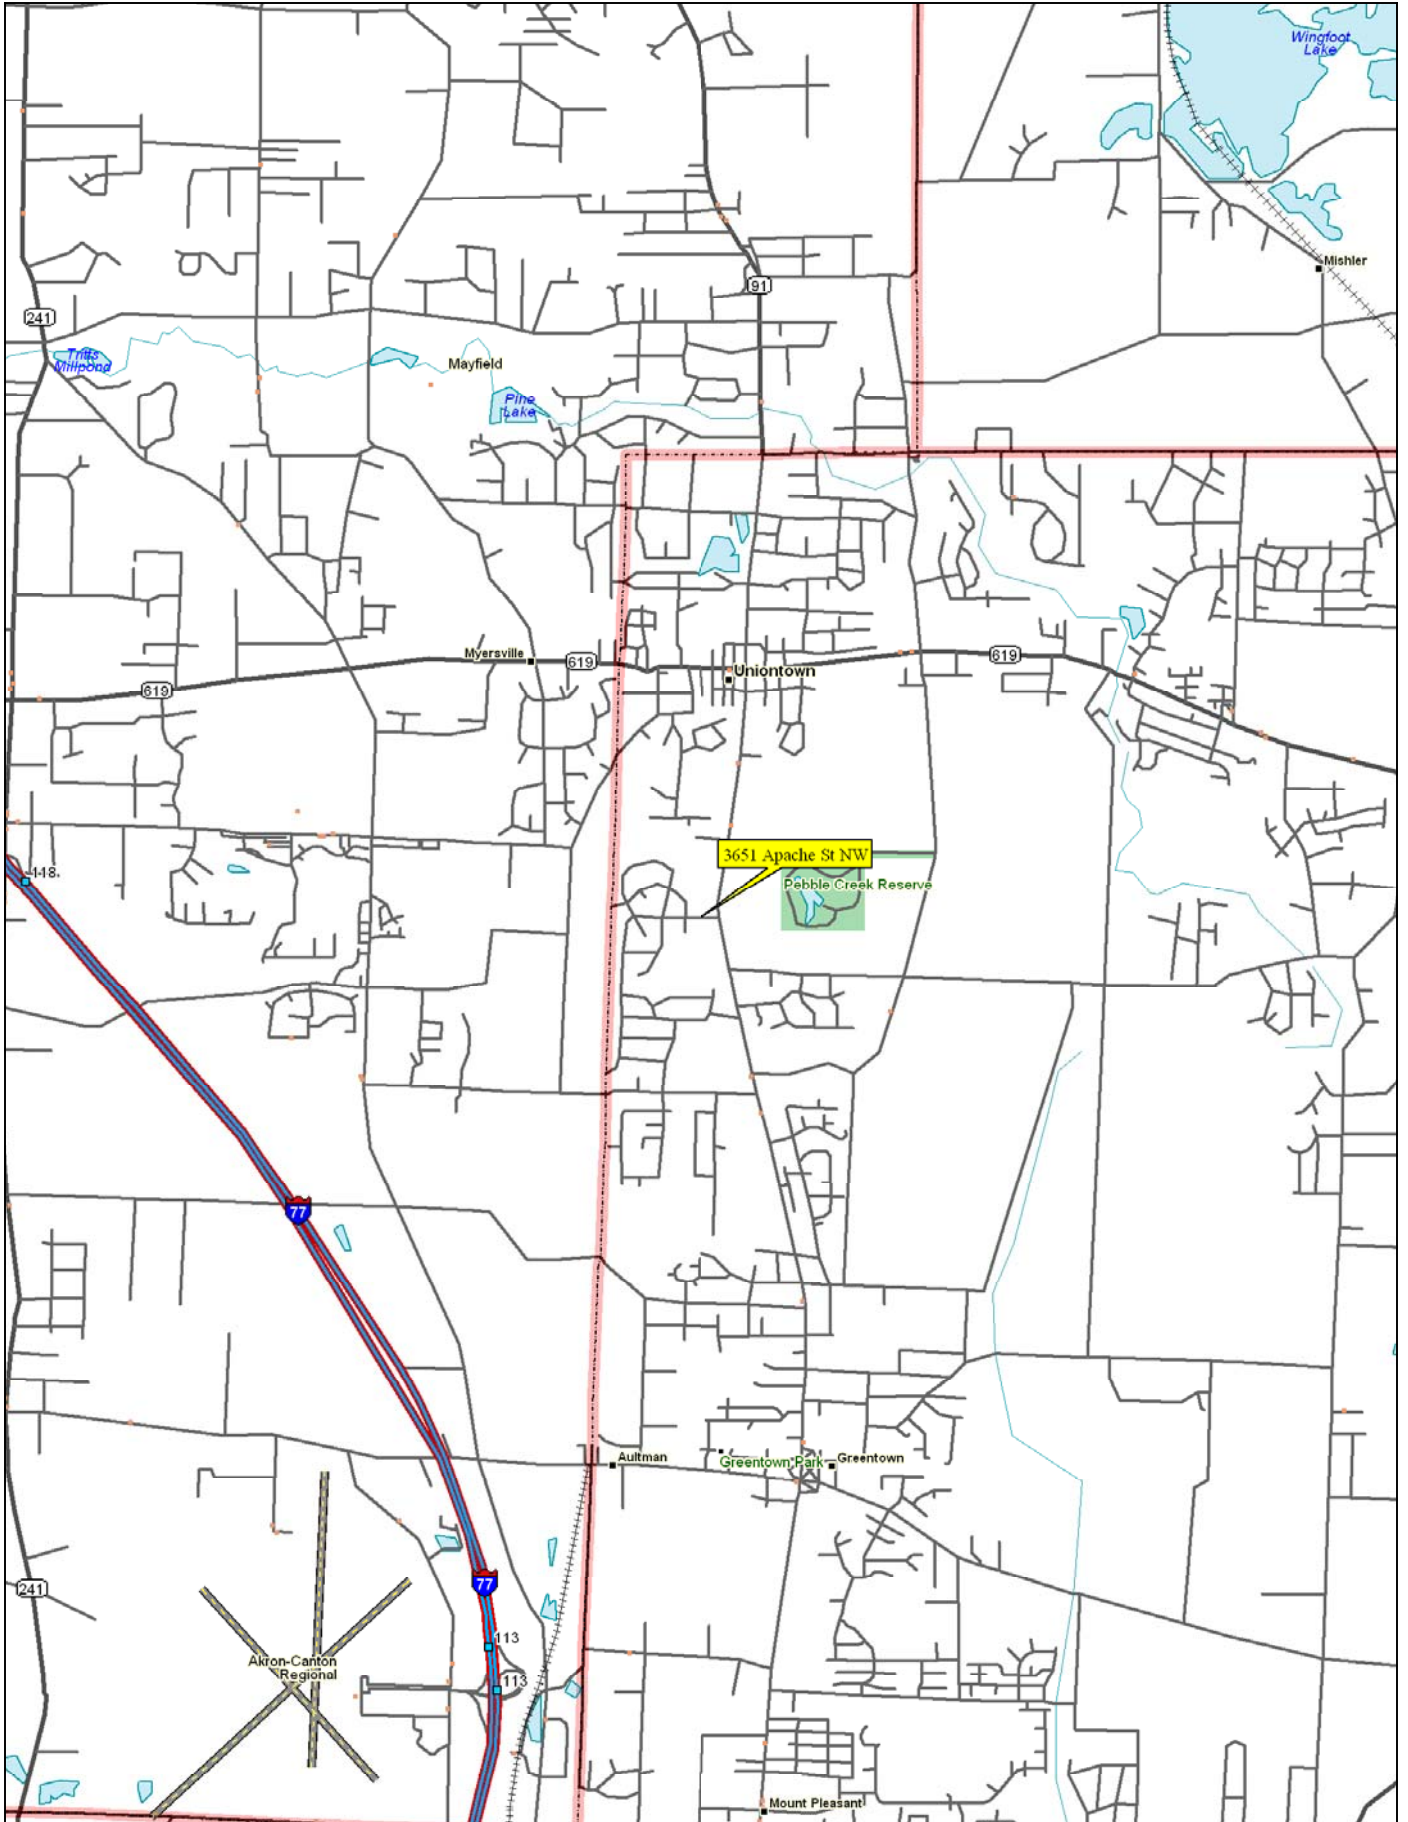 Wingfoot
Lake
Mishler
91
241
Tritts
Millpond
Mayfield
Pine
Lake
Myersville
619
Uniontown
619
619
3651 Apache St NW
118
Pebble Creek Reserve
77
Aultman
Greentown Park
Greentown
77
241
113
Akron-Canton
Regional
113
Mount Pleasant